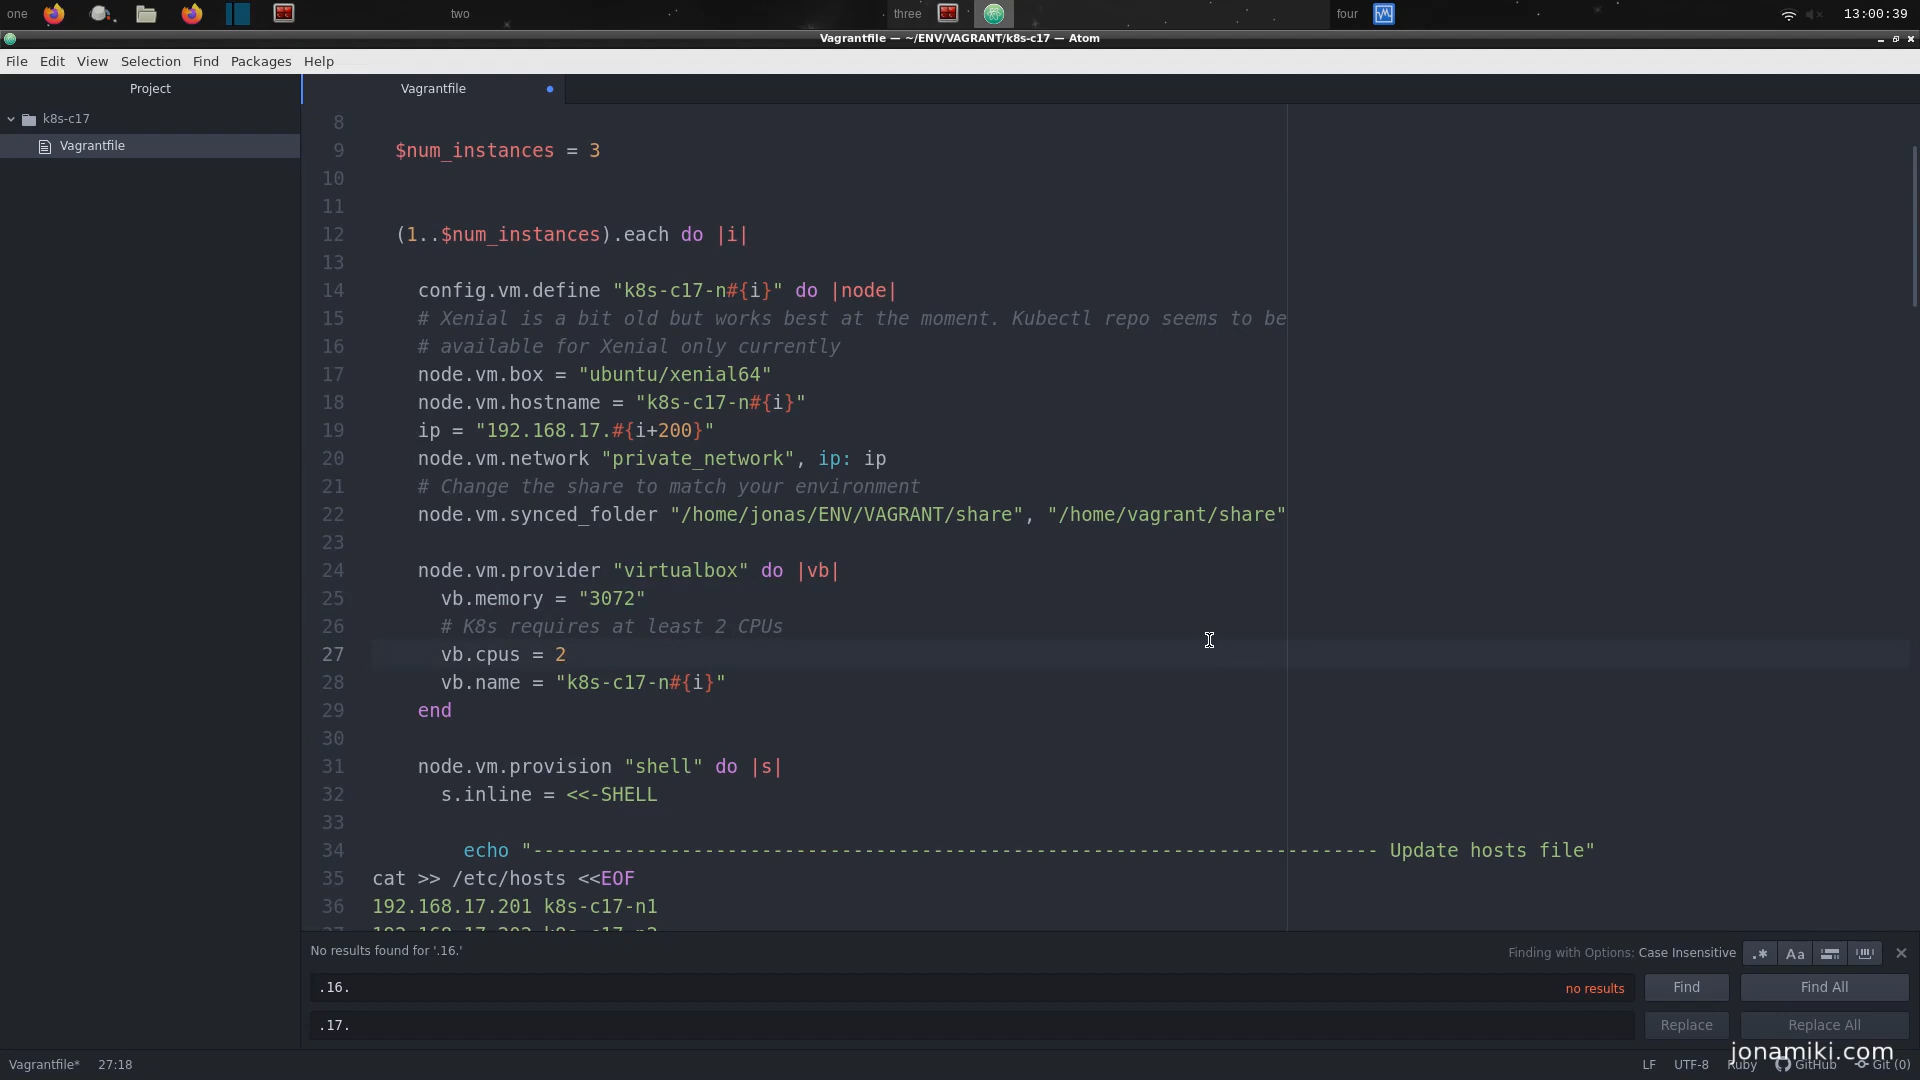 one
two
three
four
13:00:39
Vagrantfile — ~/ENV/VAGRANT/k8s-c17 — Atom
File Edit View Selection Find Packages Help
Project
Vagrantfile
k8s-c17
Vagrantfile
8
9 $num_instances = 3
10
11
12 (1..$num_instances).each do |i|
13
14 config.vm.define "k8s-c17-n#{i}" do |node|
15 # Xenial is a bit old but works best at the moment. Kubectl repo seems to be
16 # available for Xenial only currently
17 node.vm.box = "ubuntu/xenial64"
18 node.vm.hostname = "k8s-c17-n#{i}"
19 ip = "192.168.17.#{i+200}"
20 node.vm.network "private_network", ip: ip
21 # Change the share to match your environment
22 node.vm.synced_folder "/home/jonas/ENV/VAGRANT/share", "/home/vagrant/share"
23
24 node.vm.provider "virtualbox" do |vb|
25 vb.memory = "3072"
26 # K8s requires at least 2 CPUs
27 vb.cpus = 2
28 vb.name = "k8s-c17-n#{i}"
29 end
30
31 node.vm.provision "shell" do |s|
32 s.inline = <<-SHELL
33
34 echo "-------------------------------------------------------------------------- Update hosts file"
35 cat >> /etc/hosts <<EOF
36 192.168.17.201 k8s-c17-n1
37 192.168.17.202 k8s-c17-n2
No results found for '.16.'
Finding with Options: Case Insensitive
.* Aa
.16.
no results
Find
Find All
.17.
Replace
Replace All
jonamiki.com
Vagrantfile* 27:18
LF UTF-8 Ruby GitHub Git (0)